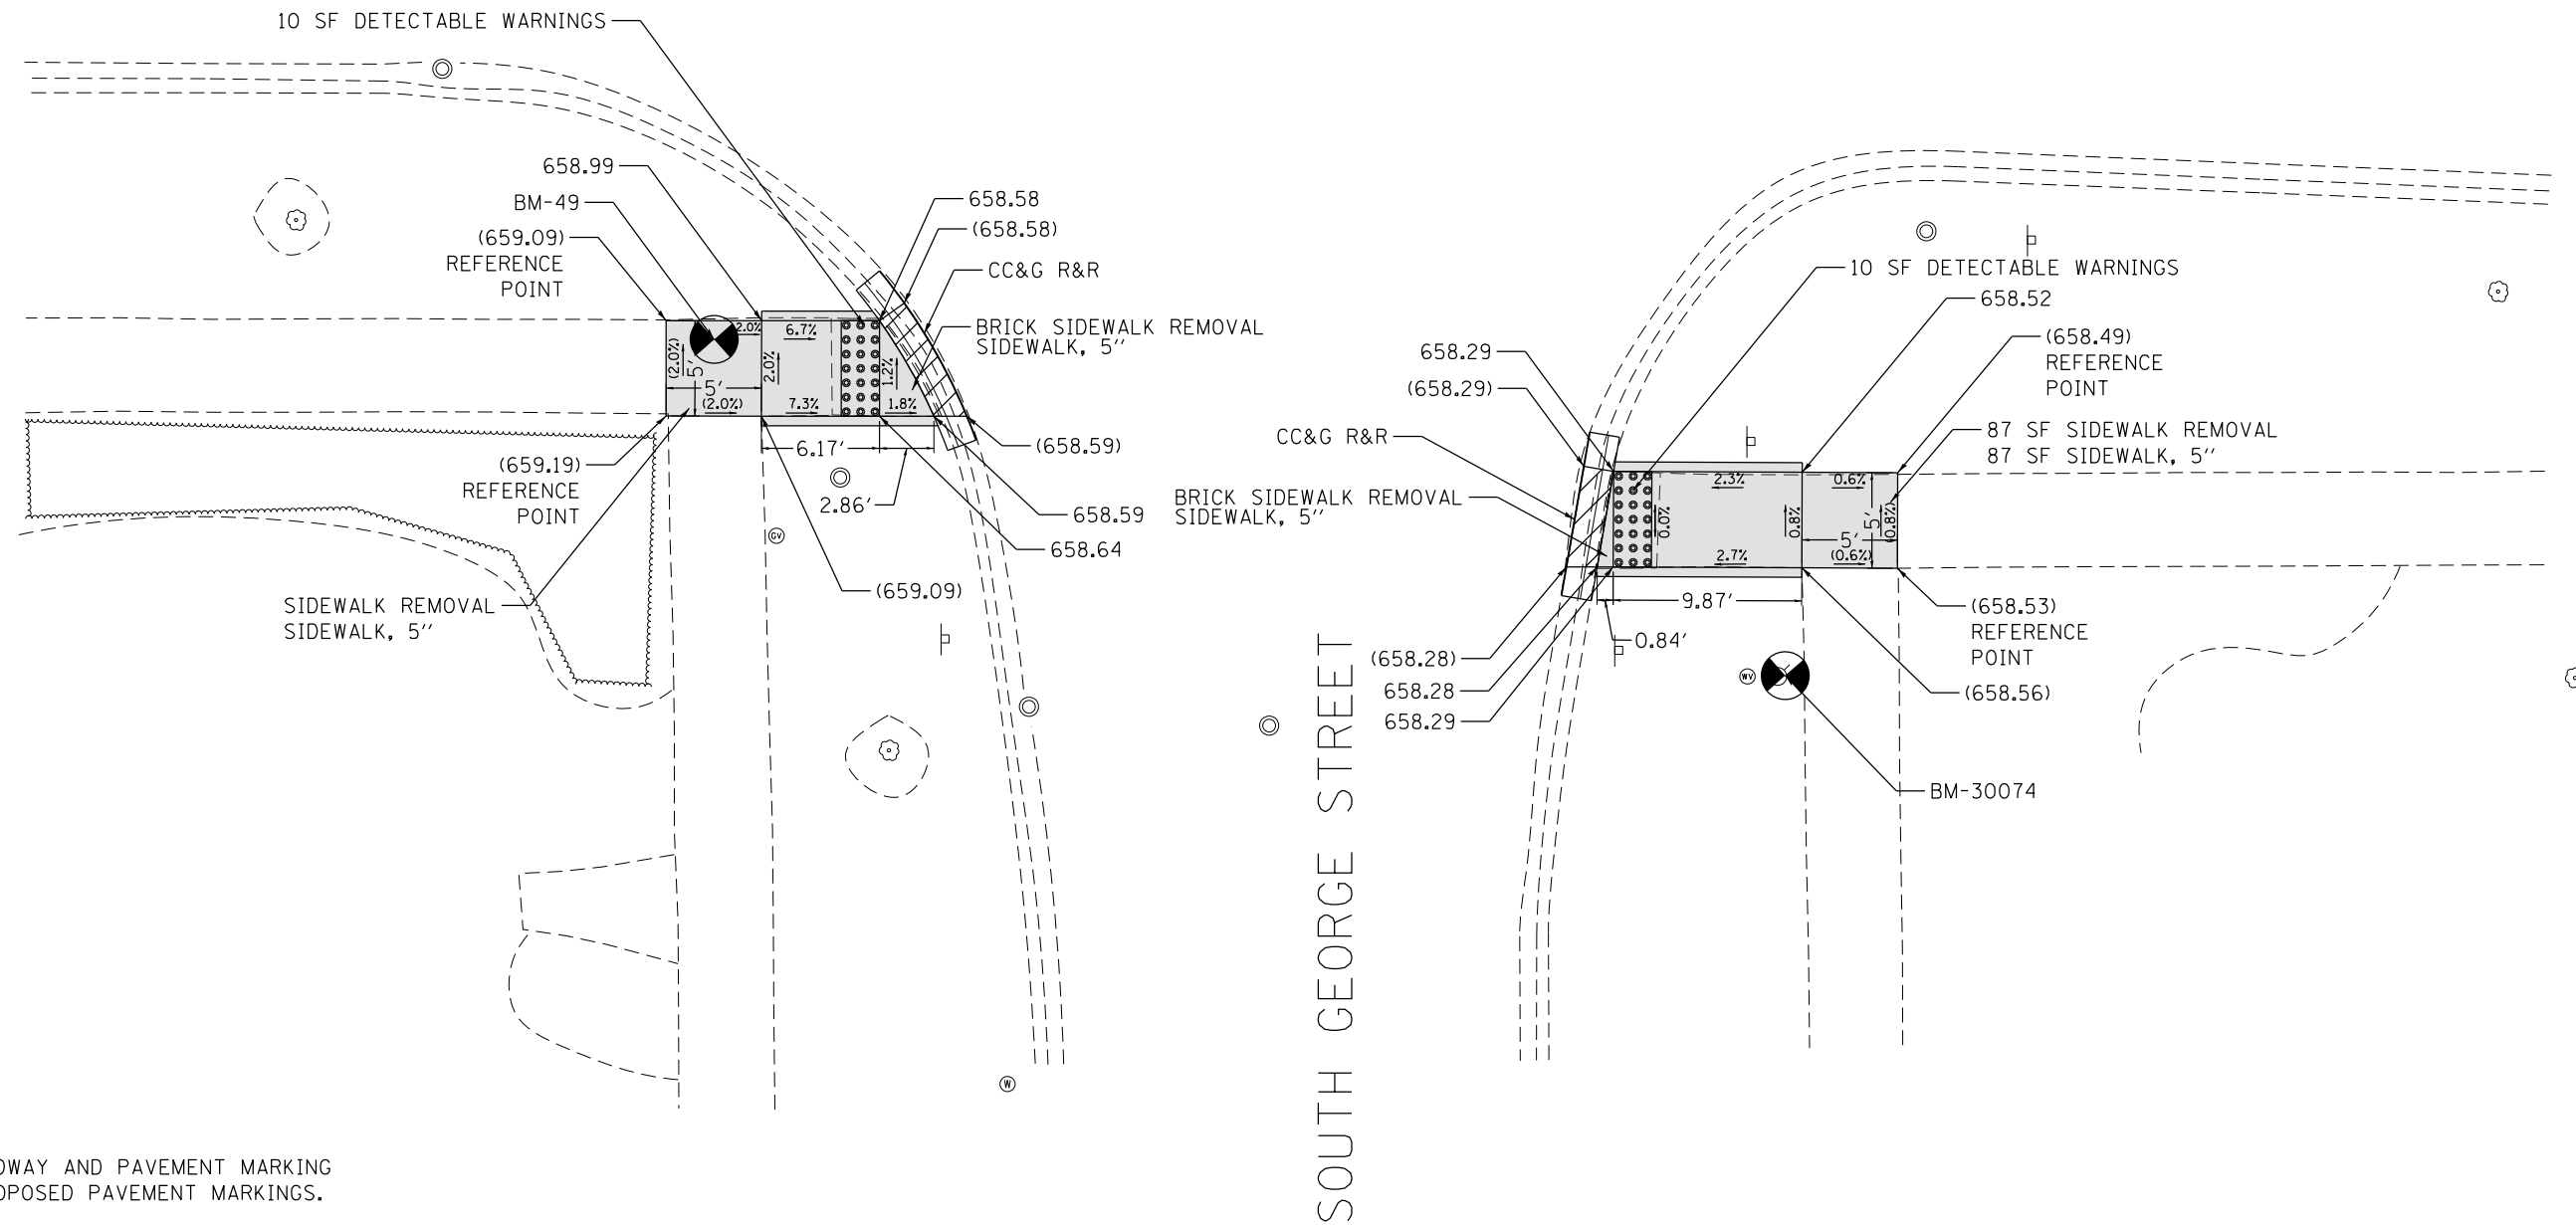 10 SF DETECTABLE WARNINGS
658.99
BM-49
(659.09)
REFERENCE
POINT
658.58
(658.58)
CC&G R&R
BRICK SIDEWALK REMOVAL
SIDEWALK, 5"
2.0%
6.7%
(2.0%)
5'
2.0%
1.2%
5'
(2.0%)
7.3%
1.8%
(659.19)
REFERENCE
POINT
6.17'
2.86'
(658.59)
658.59
658.64
(659.09)
GV
SIDEWALK REMOVAL
SIDEWALK, 5"
W
10 SF DETECTABLE WARNINGS
658.52
658.29
(658.29)
(658.49)
REFERENCE
POINT
CC&G R&R
87 SF SIDEWALK REMOVAL
87 SF SIDEWALK, 5"
BRICK SIDEWALK REMOVAL
SIDEWALK, 5"
2.3%
0.6%
0.0%
0.8%
5'
(0.8%)
5'
2.7%
(0.6%)
9.87'
0.84'
(658.53)
REFERENCE
POINT
(658.28)
658.28
658.29
WV
(658.56)
BM-30074
SOUTH GEORGE STREET
OWAY AND PAVEMENT MARKING
OPOSED PAVEMENT MARKINGS.